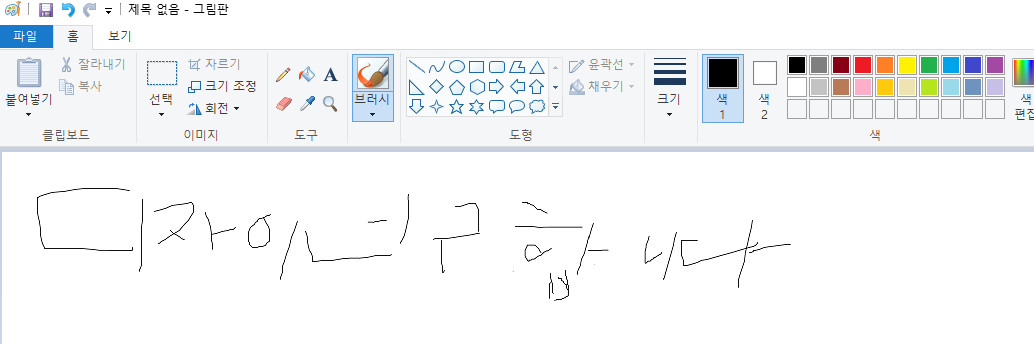 제목 없음 - 그림판
파일 홈 보기
붙여넣기 잘라내기 복사 선택 자르기 크기 조정 회전 A 브러시 윤곽선 채우기 크기 색 1 색 2 색 편집
클립보드 이미지 도구 도형 색
미자이너구합니다